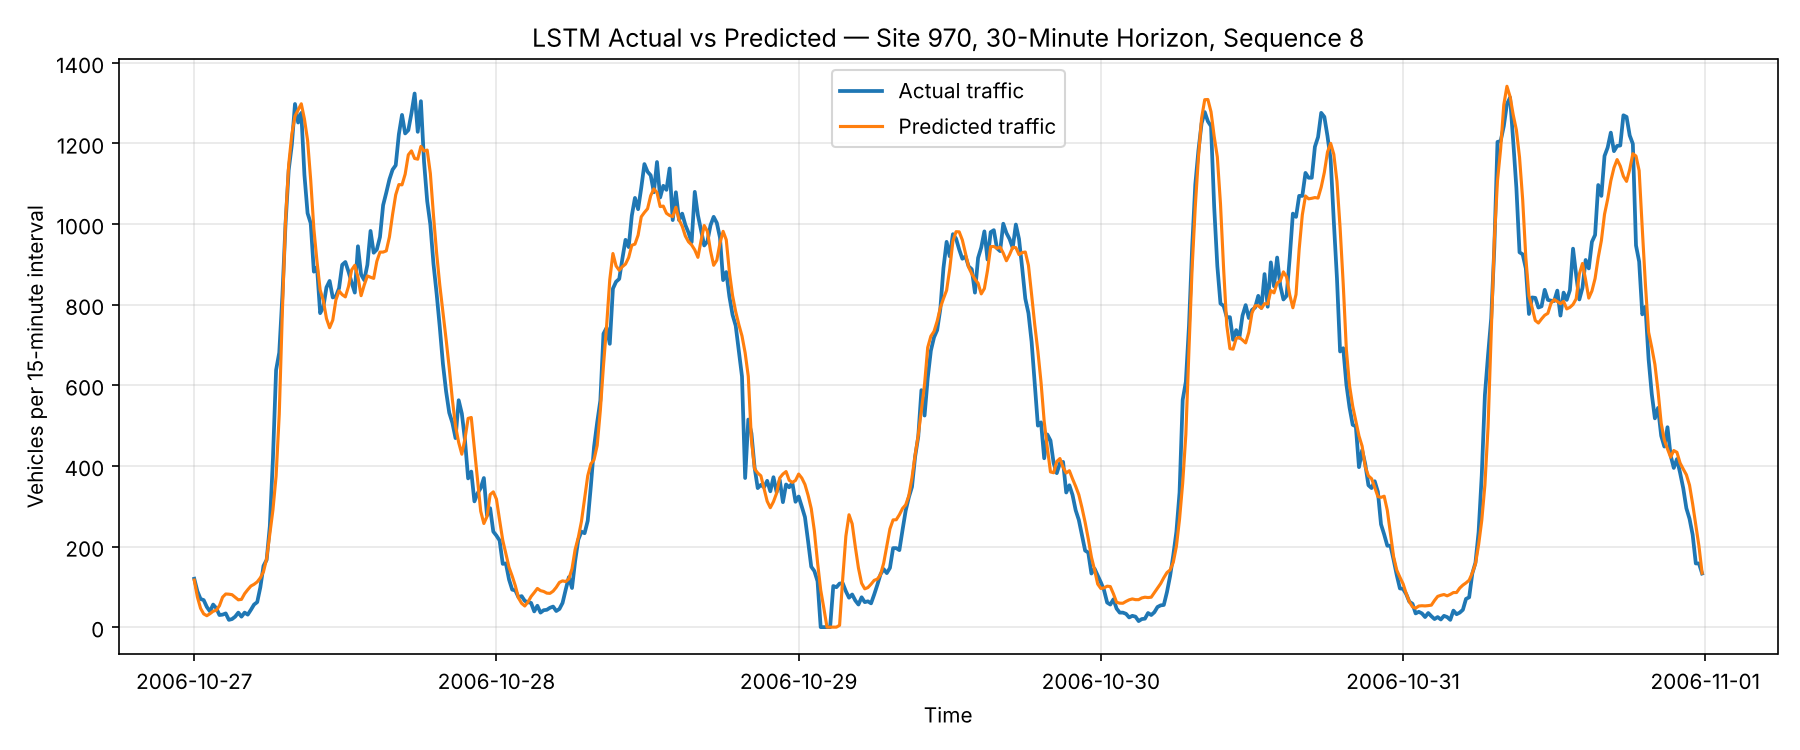 LSTM Actual vs Predicted — Site 970, 30-Minute Horizon, Sequence 8
Actual traffic
Predicted traffic
Vehicles per 15-minute interval
1400
1200
1000
800
600
400
200
0
2006-10-27
2006-10-28
2006-10-29
2006-10-30
2006-10-31
2006-11-01
Time